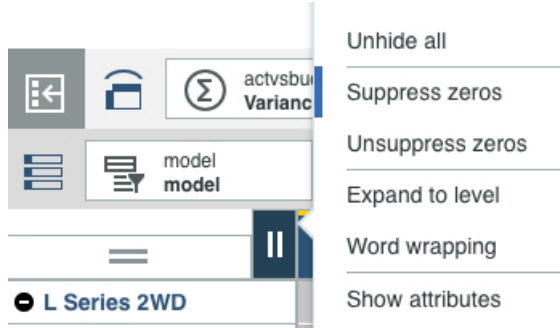 Unhide all
actvsbu
Varianc
Suppress zeros
Unsuppress zeros
model
model
Expand to level
Word wrapping
L Series 2WD
Show attributes